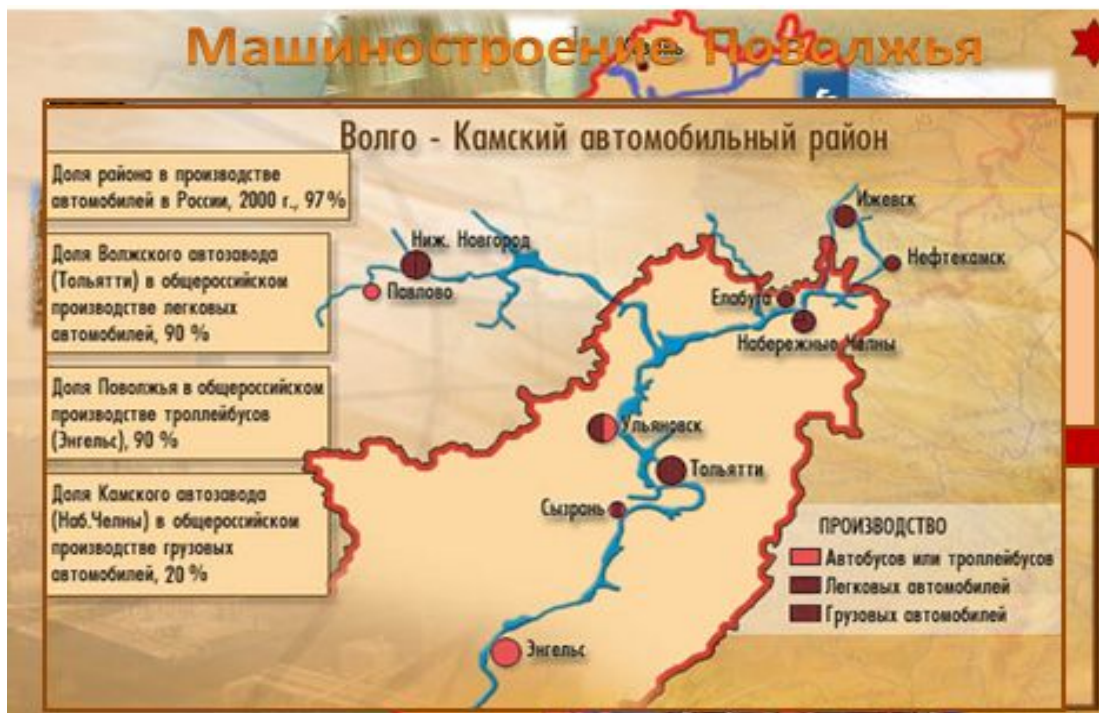 Машиностроение Поволжья
Волго - Камский автомобильный район
Доля района в производстве
автомобилей в России, 2000 г., 97 %
Доля Волжского автозавода
(Тольятти) в общероссийском
производстве легковых
автомобилей, 90 %
Доля Поволжья в общероссийском
производстве троллейбусов
(Энгельс), 90 %
Доля Камского автозавода
(Наб.Челны) в общероссийском
производстве грузовых
автомобилей, 20 %
Ижевск
Ниж. Новгород
Нефтекамск
Павлово
Елабуга
Набережные Челны
Ульяновск
Тольятти
Сызрань
Энгельс
ПРОИЗВОДСТВО
Автобусов или троллейбусов
Легковых автомобилей
Грузовых автомобилей